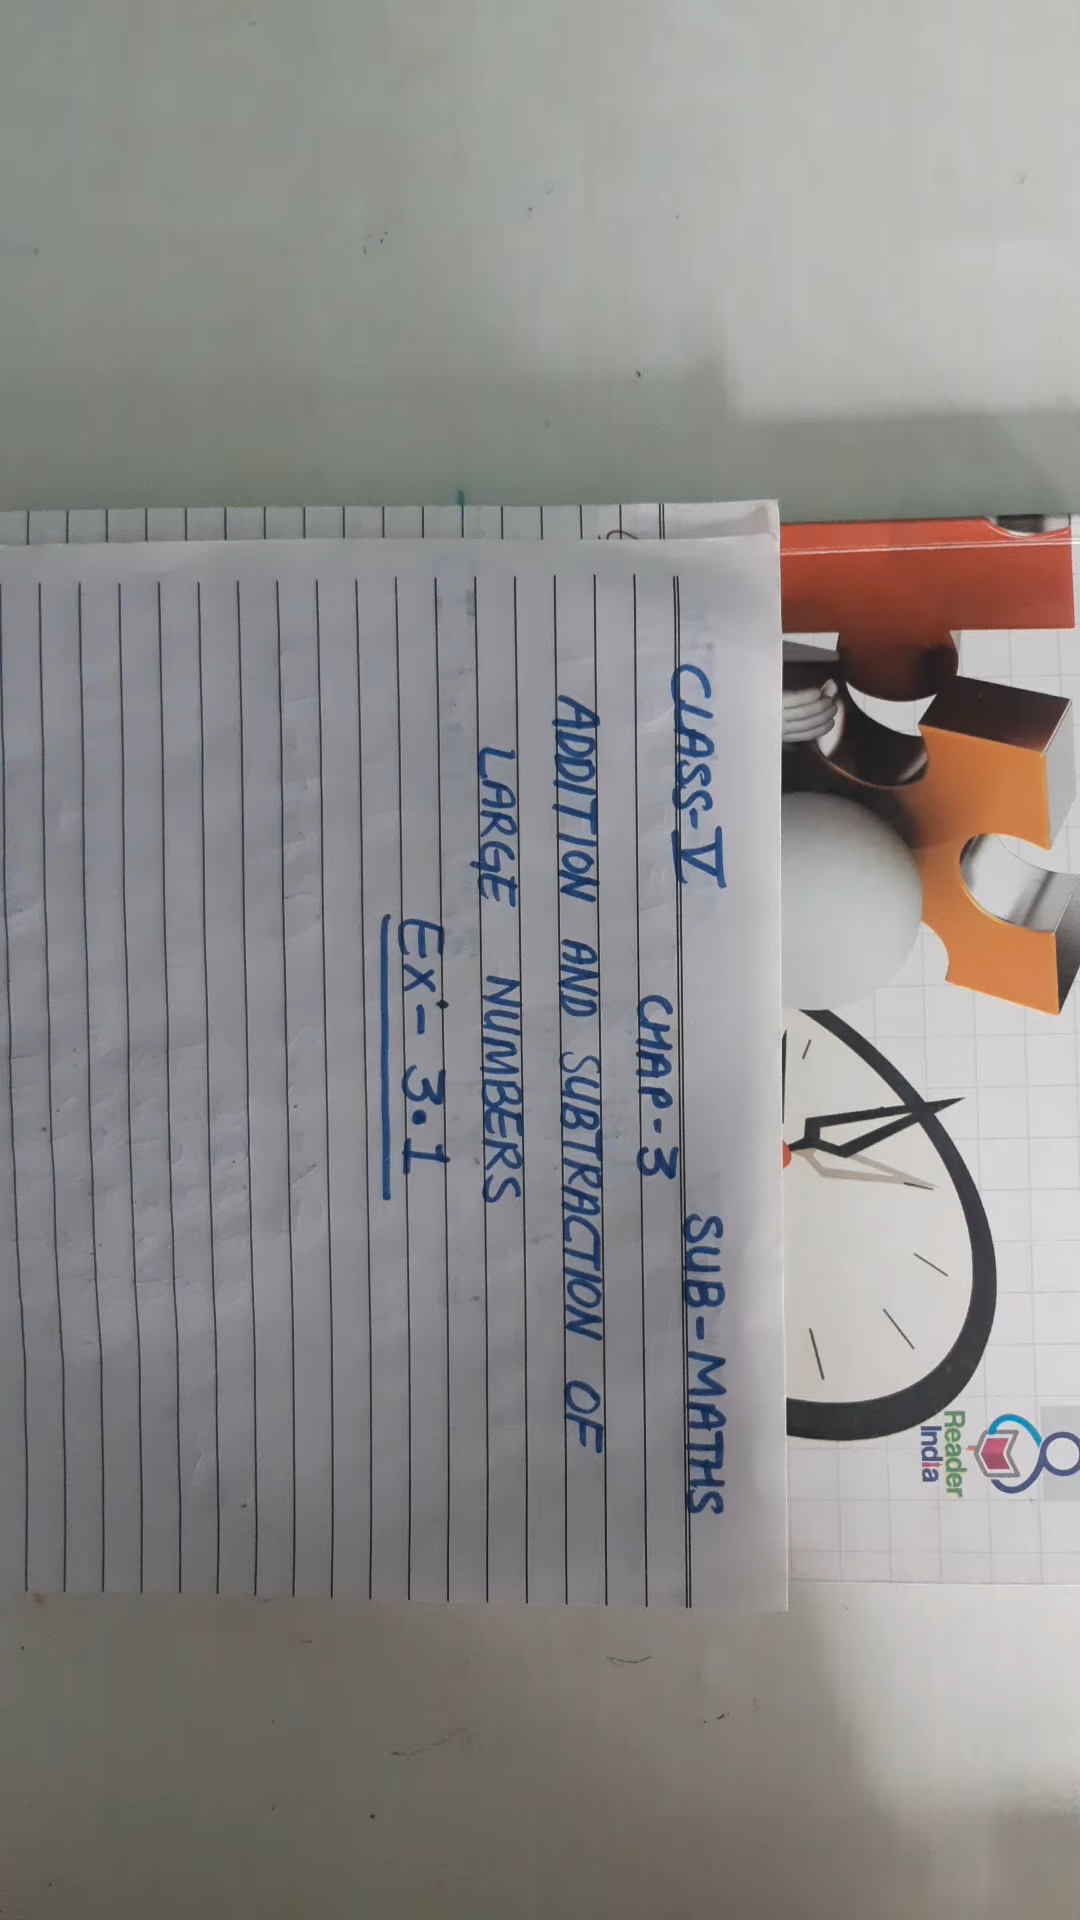 CLASS-V SUB-MATHS
CHAP-3
ADDITION AND SUBTRACTION OF
LARGE NUMBERS
Ex-3.1
Reader
India